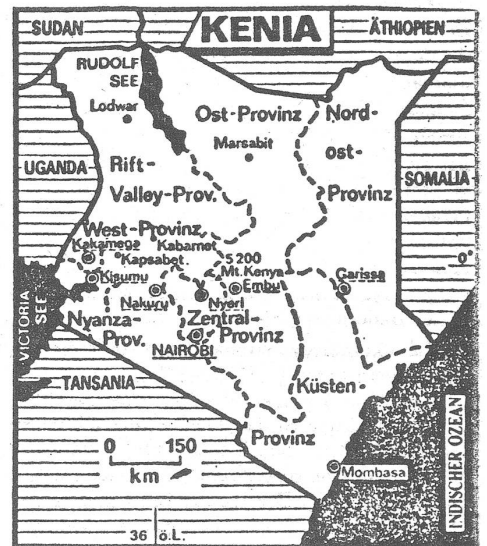 SUDAN
KENIA
ÄTHIOPIEN
RUDOLF
SEE
Lodwar
Ost-Provinz
Nord-
ost-
Provinz
Marsabit
UGANDA
Rift-
Valley-Prov.
SOMALIA
West-Provinz
Kakamega
Kabarnet
Kapsabet.
Kisumu
5200
Mt. Kenya
Embu
Garissa
0°
Nakuru
Nyeri
VICTORIA
SEE
Nyanza-
Prov.
Zentral-
Provinz
NAIROBI
TANSANIA
Küsten-
Provinz
0 150
km
Mombasa
INDISCHER OZEAN
36 ö.L.